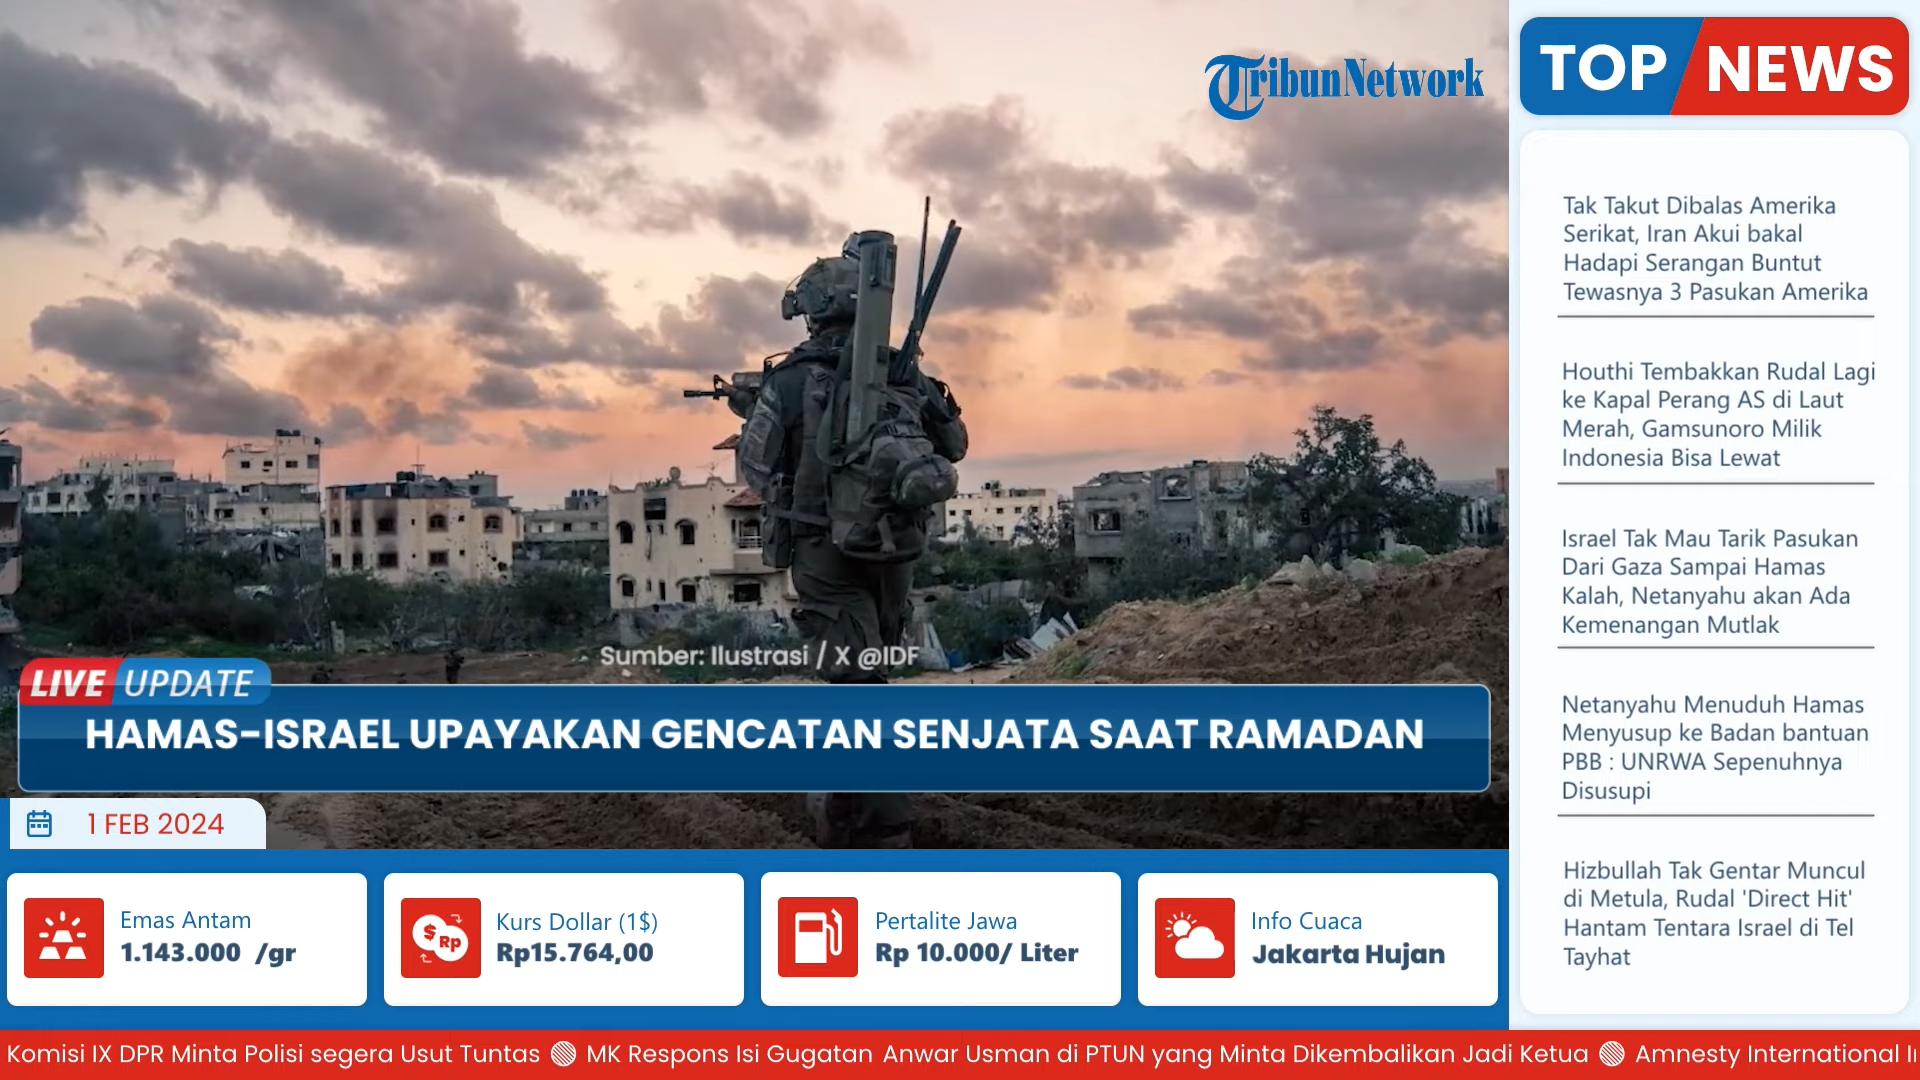 TribunNetwork
TOP NEWS
Tak Takut Dibalas Amerika
Serikat, Iran Akui bakal
Hadapi Serangan Buntut
Tewasnya 3 Pasukan Amerika
Houthi Tembakkan Rudal Lagi
ke Kapal Perang AS di Laut
Merah, Gamsunoro Milik
Indonesia Bisa Lewat
Israel Tak Mau Tarik Pasukan
Dari Gaza Sampai Hamas
Kalah, Netanyahu akan Ada
Kemenangan Mutlak
Netanyahu Menuduh Hamas
Menyusup ke Badan bantuan
PBB : UNRWA Sepenuhnya
Disusupi
Hizbullah Tak Gentar Muncul
di Metula, Rudal 'Direct Hit'
Hantam Tentara Israel di Tel
Tayhat
Sumber: Ilustrasi / X @IDF
LIVE UPDATE
HAMAS-ISRAEL UPAYAKAN GENCATAN SENJATA SAAT RAMADAN
1 FEB 2024
Emas Antam
1.143.000 /gr
Kurs Dollar (1$)
Rp15.764,00
$ Rp
Pertalite Jawa
Rp 10.000/ Liter
Info Cuaca
Jakarta Hujan
Komisi IX DPR Minta Polisi segera Usut Tuntas MK Respons Isi Gugatan Anwar Usman di PTUN yang Minta Dikembalikan Jadi Ketua Amnesty International